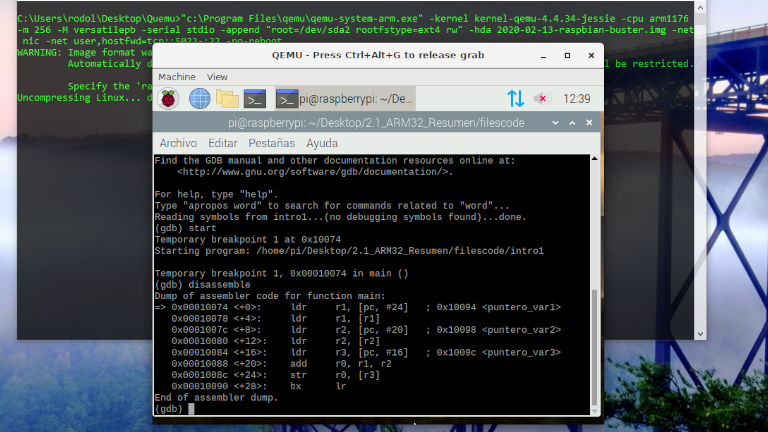 C:\Users\rodol\Desktop\Quemu>"c:\Program Files\qemu\qemu-system-arm.exe" -kernel kernel-qemu-4.4.34-jessie -cpu arm1176
-m 256 -M versatilepb -serial stdio -append "root=/dev/sda2 rootfstype=ext4 rw" -hda 2020-02-13-raspbian-buster.img -net
nic -net user,hostfwd=tcp::5022-:22 -no-reboot
WARNING: Image format wa
Automatically d
l be restricted.
Specify the 'ra
Uncompressing Linux... d
QEMU - Press Ctrl+Alt+G to release grab
Machine View
pi@raspberrypi: ~/De...
12:39
pi@raspberrypi: ~/Desktop/2.1_ARM32_Resumen/filescode
Archivo Editar Pestañas Ayuda
Find the GDB manual and other documentation resources online at:
<http://www.gnu.org/software/gdb/documentation/>.
For help, type "help".
Type "apropos word" to search for commands related to "word"...
Reading symbols from intro1...(no debugging symbols found)...done.
(gdb) start
Temporary breakpoint 1 at 0x10074
Starting program: /home/pi/Desktop/2.1_ARM32_Resumen/filescode/intro1
Temporary breakpoint 1, 0x00010074 in main ()
(gdb) disassemble
Dump of assembler code for function main:
=> 0x00010074 <+0>: ldr r1, [pc, #24] ; 0x10094 <puntero_var1>
0x00010078 <+4>: ldr r1, [r1]
0x0001007c <+8>: ldr r2, [pc, #20] ; 0x10098 <puntero_var2>
0x00010080 <+12>: ldr r2, [r2]
0x00010084 <+16>: ldr r3, [pc, #16] ; 0x1009c <puntero_var3>
0x00010088 <+20>: add r0, r1, r2
0x0001008c <+24>: str r0, [r3]
0x00010090 <+28>: bx lr
End of assembler dump.
(gdb)